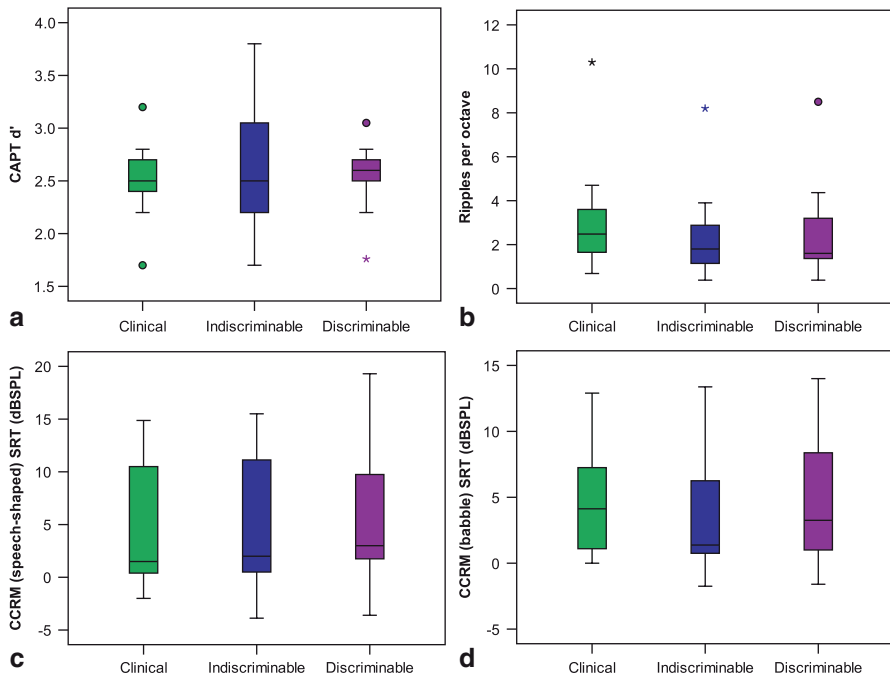 CAPT d'
4.0
3.5
3.0
2.5
2.0
1.5
Clinical Indiscriminable Discriminable
a
Ripples per octave
12
10
8
6
4
2
0
Clinical Indiscriminable Discriminable
b
CCRM (speech-shaped) SRT (dBSPL)
20
15
10
5
0
-5
Clinical Indiscriminable Discriminable
c
CCRM (babble) SRT (dBSPL)
15
10
5
0
-5
Clinical Indiscriminable Discriminable
d